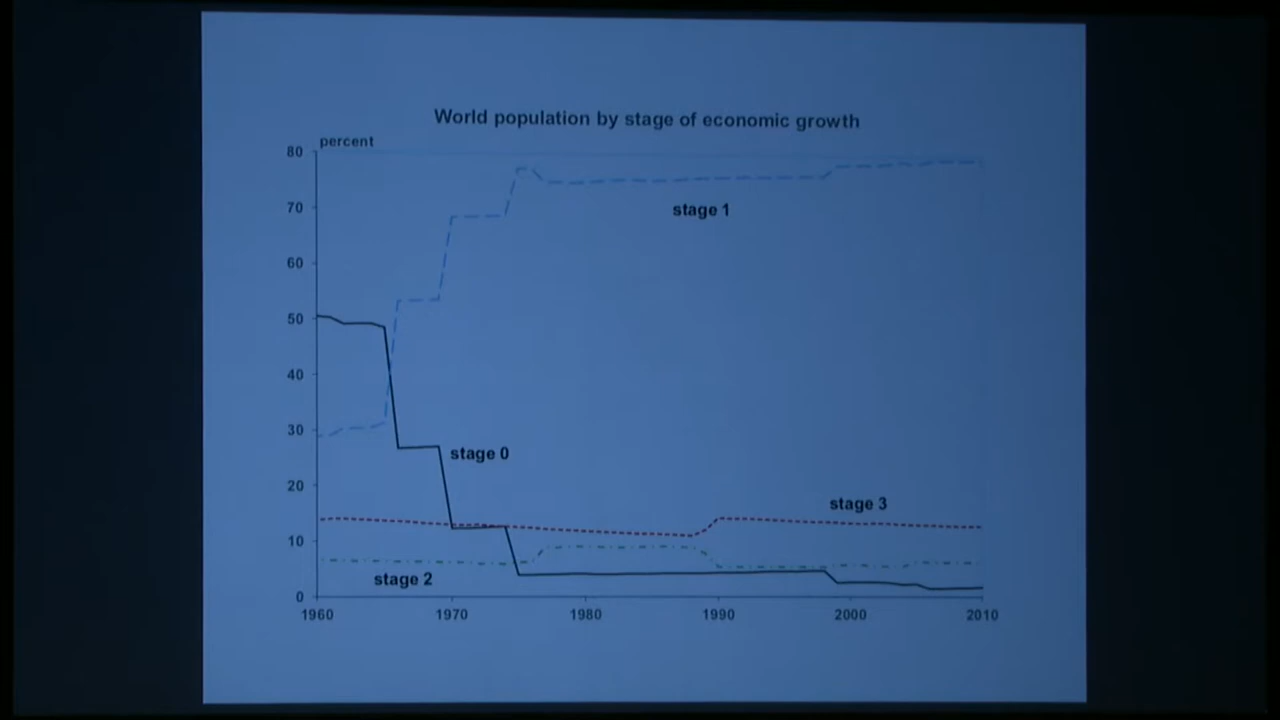 World population by stage of economic growth
percent
80
70
60
50
40
30
20
10
0
stage 1
stage 0
stage 3
stage 2
1960 1970 1980 1990 2000 2010